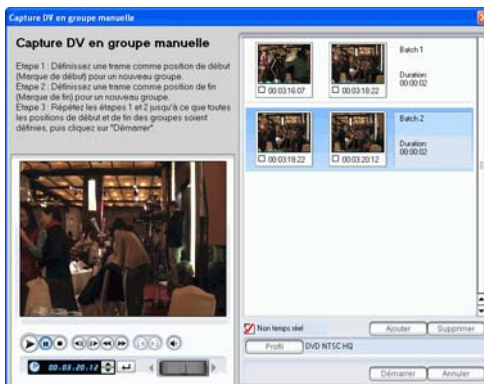 Capture DV en groupe manuelle
Capture DV en groupe manuelle
Etape 1 : Définissez une trame comme position de début
(Marque de début) pour un nouveau groupe.
Etape 2 : Définissez une trame comme position de fin
(Marque de fin) pour un nouveau groupe.
Etape 3 : Répétez les étapes 1 et 2 jusqu'à ce que toutes
les positions de début et de fin des groupes soient
définies, puis cliquez sur "Démarrer".
Batch 1
Duration:
00:00:02
00:03:16:07
00:03:18:22
Batch 2
Duration:
00:00:02
00:03:18:22
00:03:20:12
Non temps réel
Ajouter
Supprimer
Profil
DVD NTSC HQ
00:03:20:12
Démarrer
Annuler